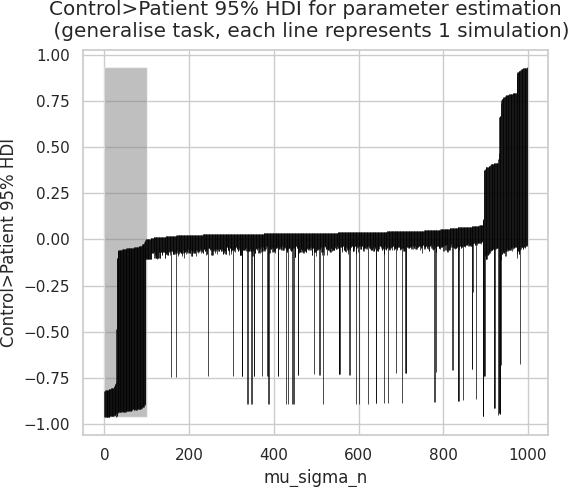 Control>Patient 95% HDI for parameter estimation
(generalise task, each line represents 1 simulation)
Control>Patient 95% HDI
1.00
0.75
0.50
0.25
0.00
−0.25
−0.50
−0.75
−1.00
0 200 400 600 800 1000
mu_sigma_n